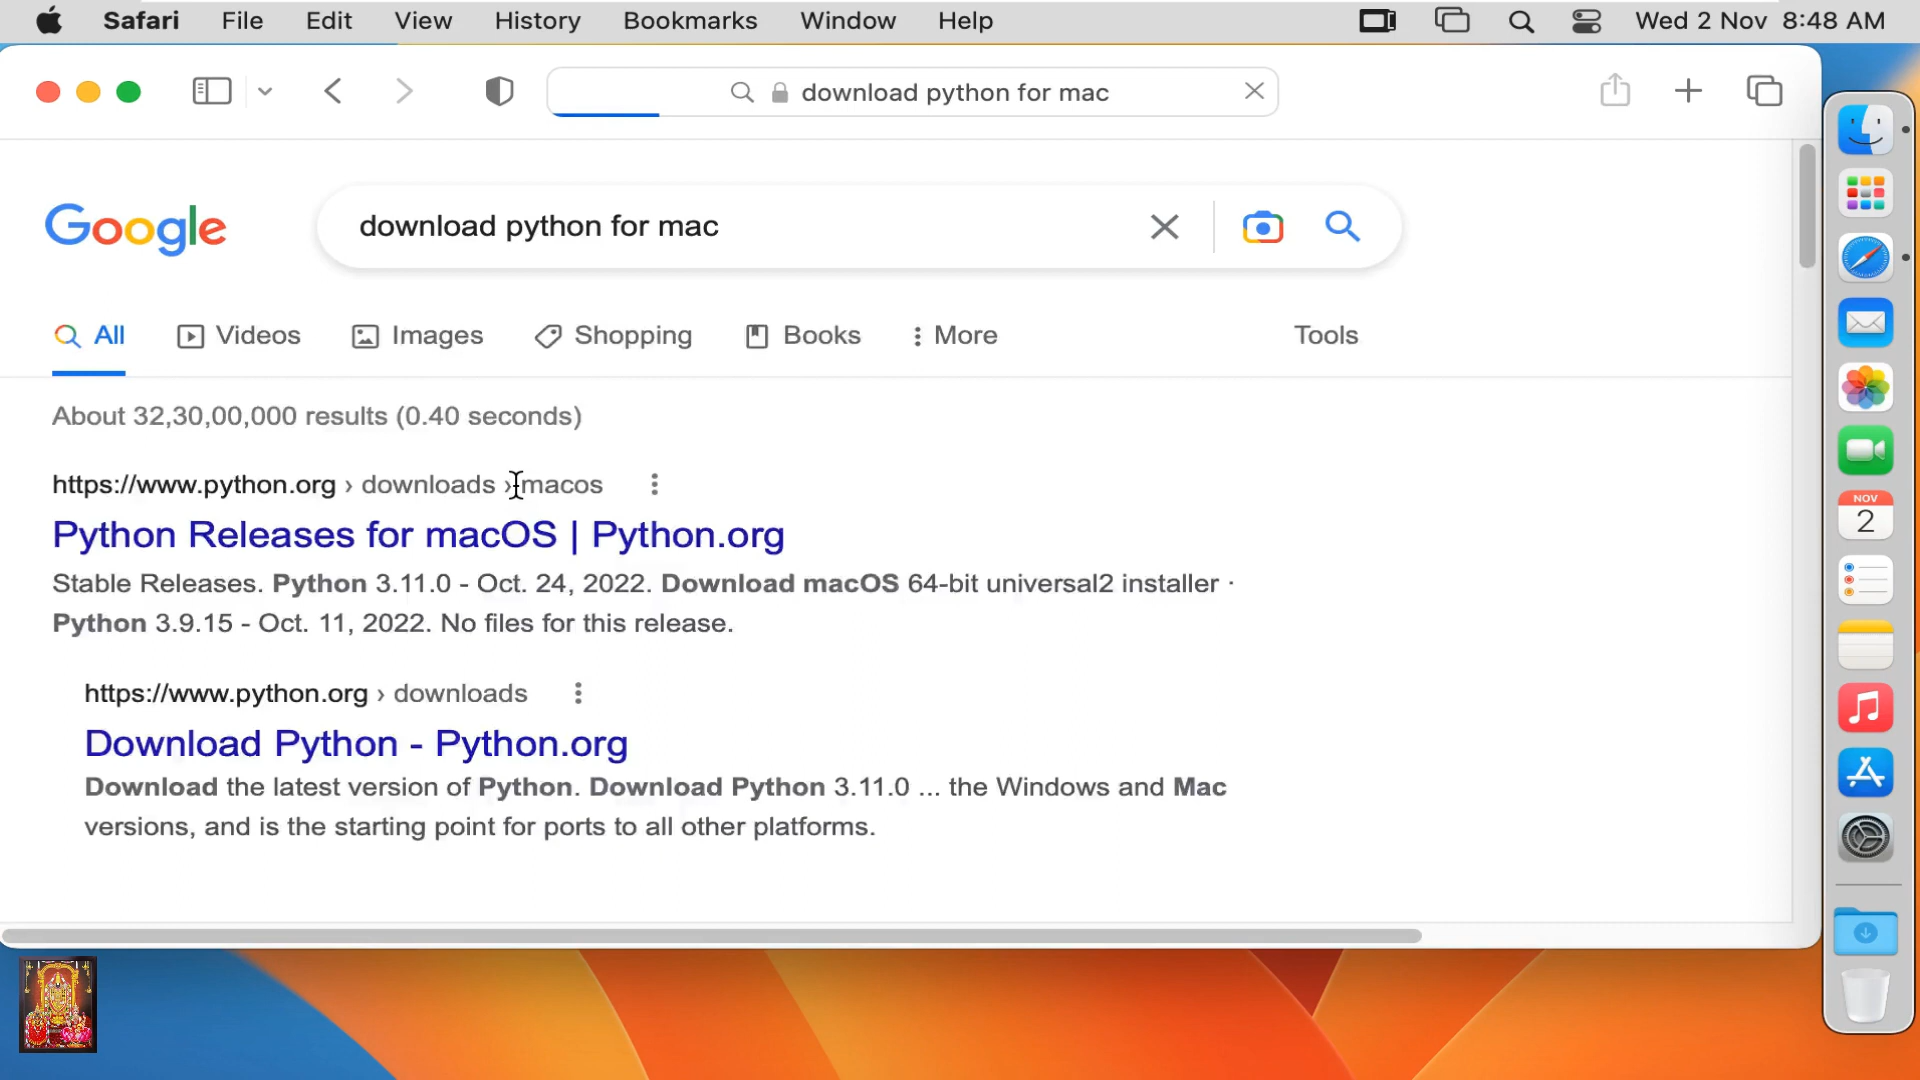 Safari File Edit View History Bookmarks Window Help Wed 2 Nov 8:48 AM
download python for mac
Google download python for mac
All Videos Images Shopping Books More Tools
About 32,30,00,000 results (0.40 seconds)
https://www.python.org › downloads › macos
Python Releases for macOS | Python.org
Stable Releases. Python 3.11.0 - Oct. 24, 2022. Download macOS 64-bit universal2 installer ·
Python 3.9.15 - Oct. 11, 2022. No files for this release.
https://www.python.org › downloads
Download Python - Python.org
Download the latest version of Python. Download Python 3.11.0 ... the Windows and Mac
versions, and is the starting point for ports to all other platforms.
NOV
2